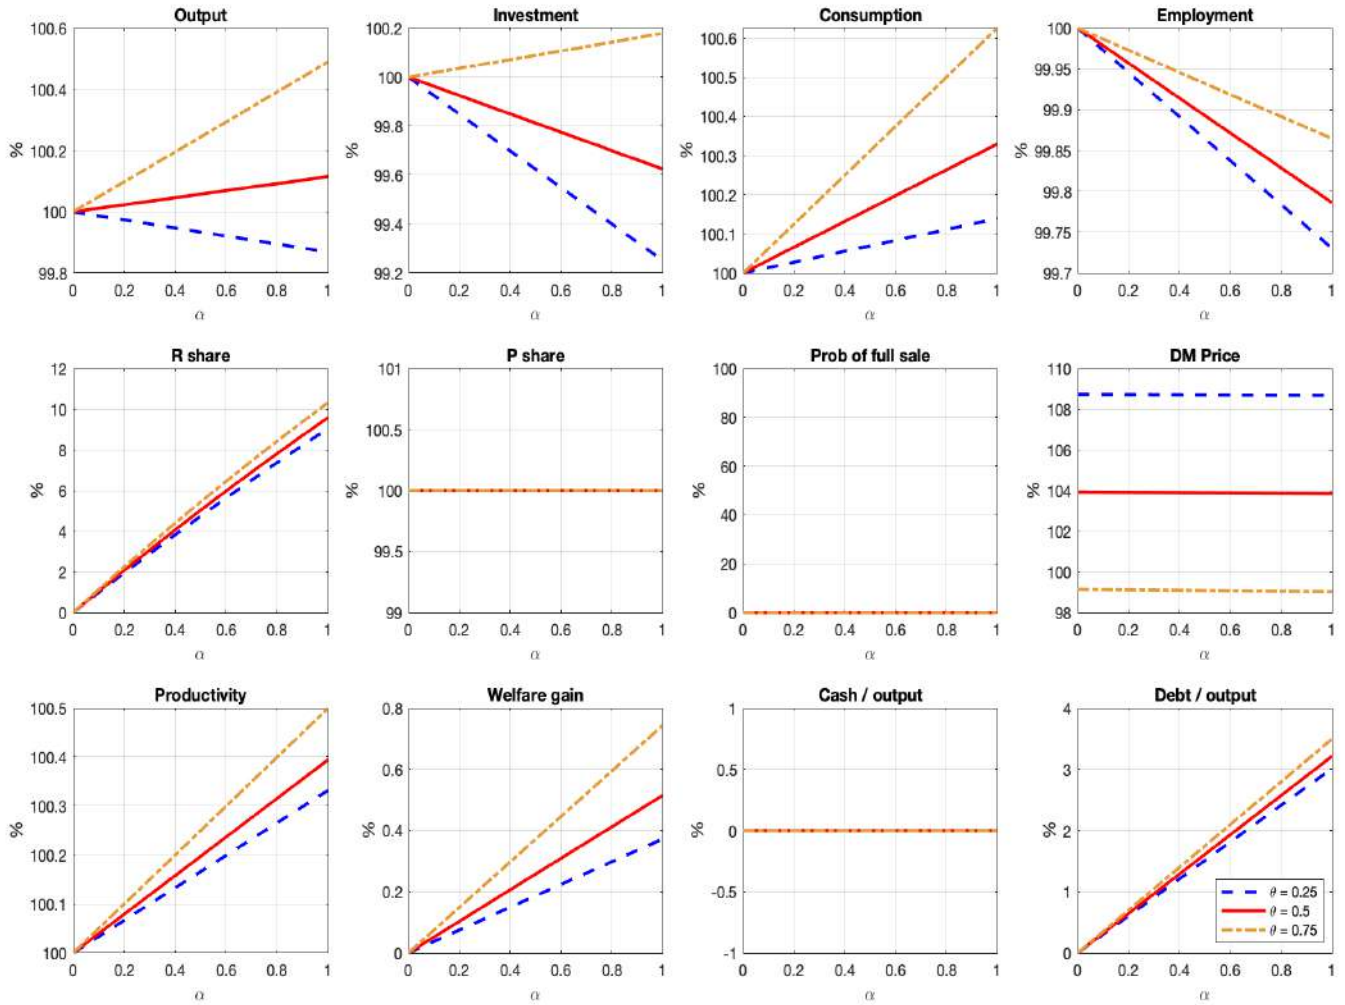 Output
Investment
Consumption
Employment
100.6
100.4
100.2
100
99.8
%
0 0.2 0.4 0.6 0.8 1
α
100.2
100
99.8
99.6
99.4
99.2
%
0 0.2 0.4 0.6 0.8 1
α
100.6
100.5
100.4
100.3
100.2
100.1
100
%
0 0.2 0.4 0.6 0.8 1
α
100
99.95
99.9
99.85
99.8
99.75
99.7
%
0 0.2 0.4 0.6 0.8 1
α
R share
P share
Prob of full sale
DM Price
12
10
8
6
4
2
0
%
0 0.2 0.4 0.6 0.8 1
α
101
100.5
100
99.5
99
%
0 0.2 0.4 0.6 0.8 1
α
100
80
60
40
20
0
%
0 0.2 0.4 0.6 0.8 1
α
110
108
106
104
102
100
98
%
0 0.2 0.4 0.6 0.8 1
α
Productivity
Welfare gain
Cash / output
Debt / output
100.5
100.4
100.3
100.2
100.1
100
%
0 0.2 0.4 0.6 0.8 1
α
0.8
0.6
0.4
0.2
0
%
0 0.2 0.4 0.6 0.8 1
α
1
0.5
0
-0.5
-1
%
0 0.2 0.4 0.6 0.8 1
α
4
3
2
1
0
%
0 0.2 0.4 0.6 0.8 1
α
θ = 0.25
θ = 0.5
θ = 0.75